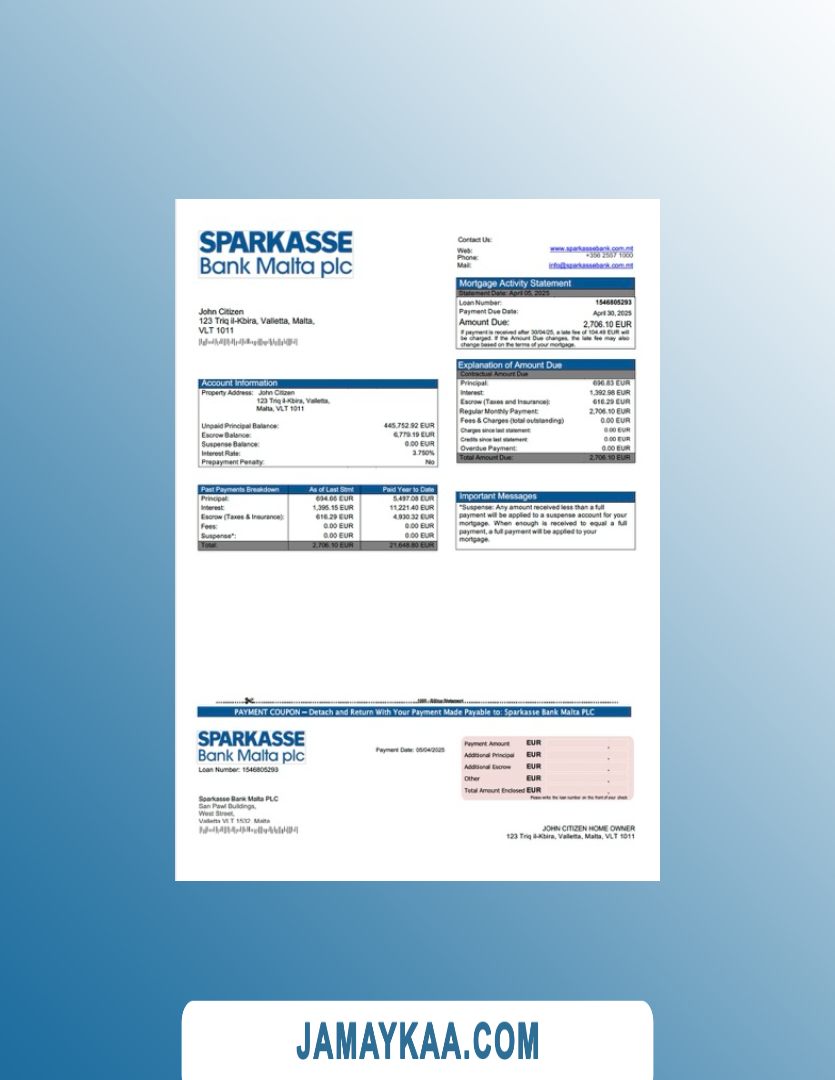 SPARKASSE
Bank Malta plc
Contact Us:
Web: www.sparkassebank.com.mt
Phone: +356 2557 1000
Mail: info@sparkassebank.com.mt
Mortgage Activity Statement
Statement Date: April 05, 2025
Loan Number: 1546805293
Payment Due Date: April 30, 2025
Amount Due: 2,706.10 EUR
If payment is received after 30/04/25, a late fee of 104.49 EUR will
be charged. If the Amount Due changes, the late fee may also
change based on the terms of your mortgage.
John Citizen
123 Triq il-Kbira, Valletta, Malta,
VLT 1011
Explanation of Amount Due
Contractual Amount Due
Principal: 696.83 EUR
Interest: 1,392.98 EUR
Escrow (Taxes and Insurance): 616.29 EUR
Regular Monthly Payment: 2,706.10 EUR
Fees & Charges (total outstanding) 0.00 EUR
Charges since last statement: 0.00 EUR
Credits since last statement: 0.00 EUR
Overdue Payment: 0.00 EUR
Total Amount Due: 2,706.10 EUR
Account Information
Property Address: John Citizen
123 Triq il-Kbira, Valletta,
Malta, VLT 1011
Unpaid Principal Balance: 445,752.92 EUR
Escrow Balance: 6,779.19 EUR
Suspense Balance: 0.00 EUR
Interest Rate: 3.750%
Prepayment Penalty: No
Past Payments Breakdown As of Last Stmt Paid Year to Date
Principal: 694.66 EUR 5,497.08 EUR
Interest: 1,395.15 EUR 11,221.40 EUR
Escrow (Taxes & Insurance): 616.29 EUR 4,930.32 EUR
Fees: 0.00 EUR 0.00 EUR
Suspense*: 0.00 EUR 0.00 EUR
Total: 2,706.10 EUR 21,648.80 EUR
Important Messages
*Suspense: Any amount received less than a full
payment will be applied to a suspense account for your
mortgage. When enough is received to equal a full
payment, a full payment will be applied to your
mortgage.
PAYMENT COUPON – Detach and Return With Your Payment Made Payable to: Sparkasse Bank Malta PLC
SPARKASSE
Bank Malta plc
Loan Number: 1546805293
Payment Date: 05/04/2025
Payment Amount EUR .
Additional Principal EUR .
Additional Escrow EUR .
Other EUR .
Total Amount Enclosed EUR .
Please write the loan number on the front of your check.
Sparkasse Bank Malta PLC
San Pawl Buildings,
West Street,
Valletta VLT 1532, Malta
JOHN CITIZEN HOME OWNER
123 Triq il-Kbira, Valletta, Malta, VLT 1011
JAMAYKAA.COM